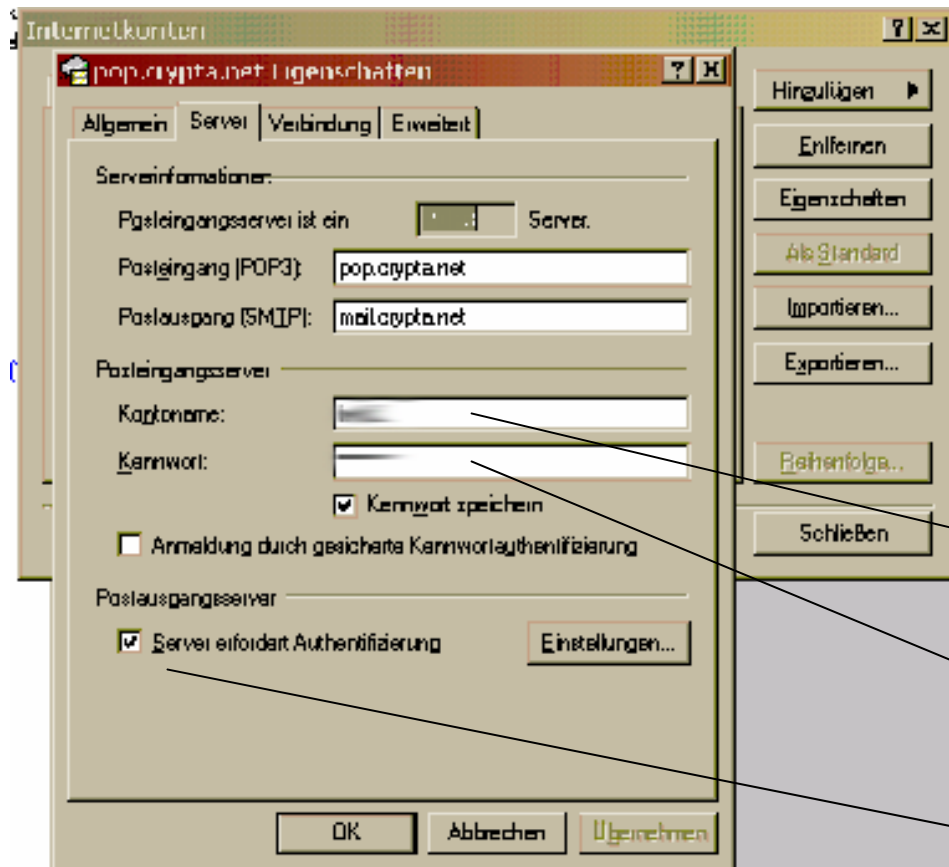 Internetkonten
pop.crypta.net Eigenschaften
Allgemein Server Verbindung Erweitert
Serverinformationen
Posteingangsserver ist ein Server.
Posteingang (POP3): pop.crypta.net
Postausgang (SMTP): mail.crypta.net
Posteingangsserver
Kontoname:
Kennwort:
Kennwort speichern
Anmeldung durch gesicherte Kennwortauthentifizierung
Postausgangsserver
Server erfordert Authentifizierung Einstellungen...
OK Abbrechen Übernehmen
Hinzufügen
Entfernen
Eigenschaften
Als Standard
Importieren...
Exportieren...
Reihenfolge...
Schließen